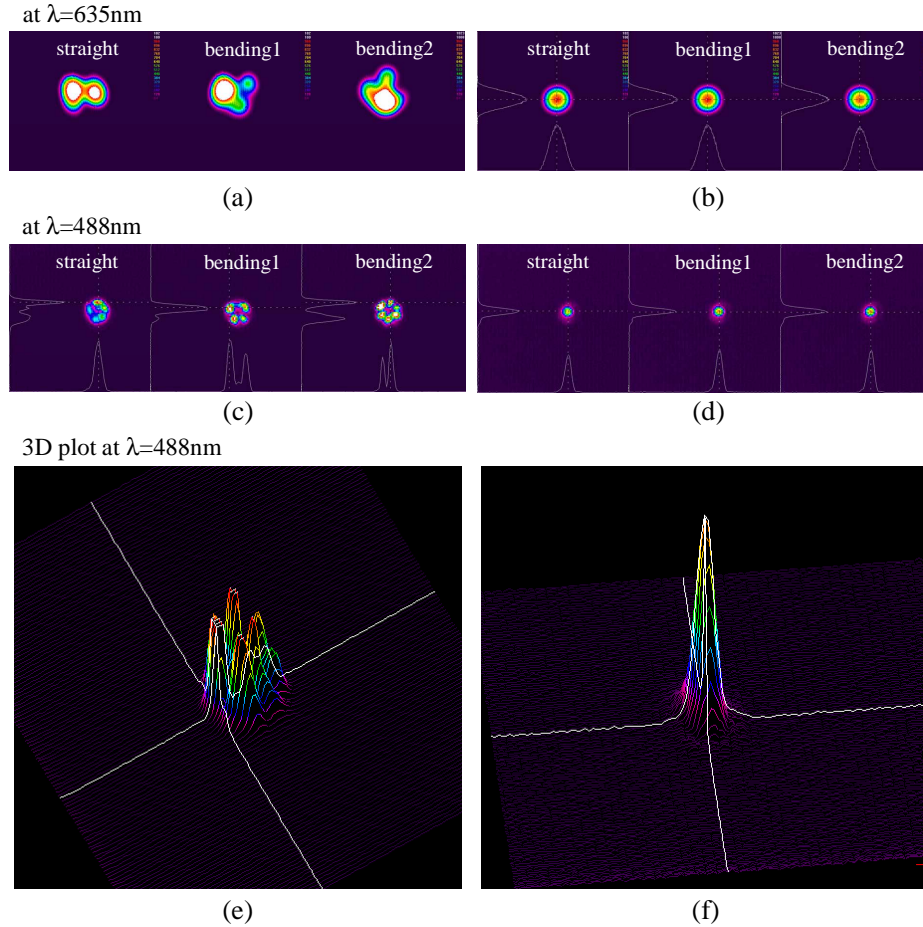 at λ=635nm
straight bending1 bending2 straight bending1 bending2
(a) (b)
at λ=488nm
straight bending1 bending2 straight bending1 bending2
(c) (d)
3D plot at λ=488nm
(e) (f)